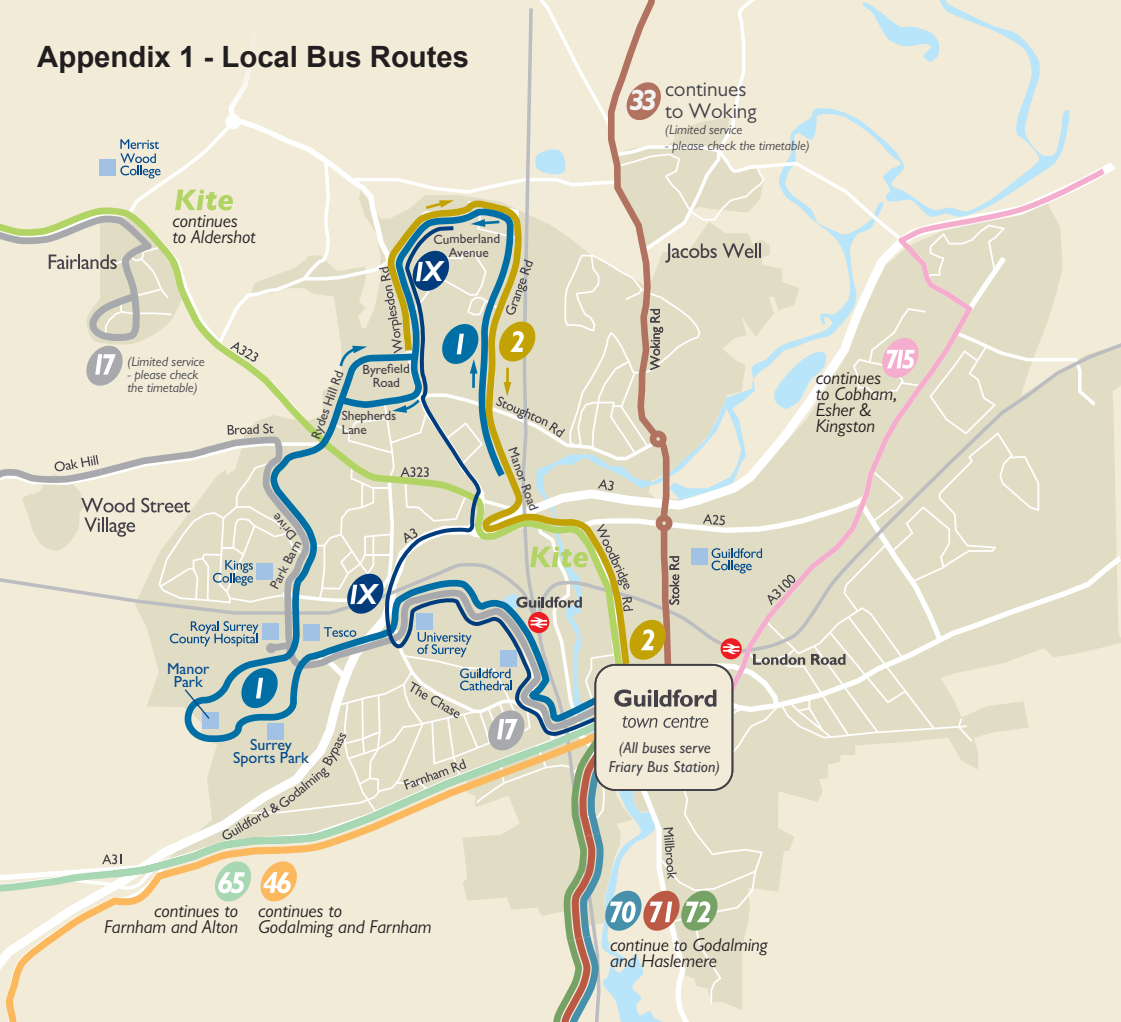 Appendix 1 - Local Bus Routes
33
continues
to Woking
(Limited service
- please check the timetable)
Merrist
Wood
College
Kite
continues
to Aldershot
Fairlands
17
(Limited service
- please check
the timetable)
A323
Cumberland
Avenue
1X
Worplesdon Rd
Grange Rd
1
2
Jacobs Well
Woking Rd
715
continues
to Cobham,
Esher &
Kingston
Byrefield
Road
Rydes Hill Rd
Shepherds
Lane
Stoughton Rd
Broad St
Oak Hill
A323
Manor Road
A3
A25
Wood Street
Village
Park Barn Drive
A3
Kite
Woodbridge Rd
Stoke Rd
Guildford
College
A3100
Kings
College
1X
Guildford
Royal Surrey
County Hospital
Tesco
University
of Surrey
2
London Road
Manor
Park
1
Guildford
Cathedral
The Chase
17
Guildford
town centre
(All buses serve
Friary Bus Station)
Surrey
Sports Park
Guildford & Godalming Bypass
Farnham Rd
A31
65
46
continues to
Farnham and Alton
continues to
Godalming and Farnham
Millbrook
70
71
72
continue to Godalming
and Haslemere